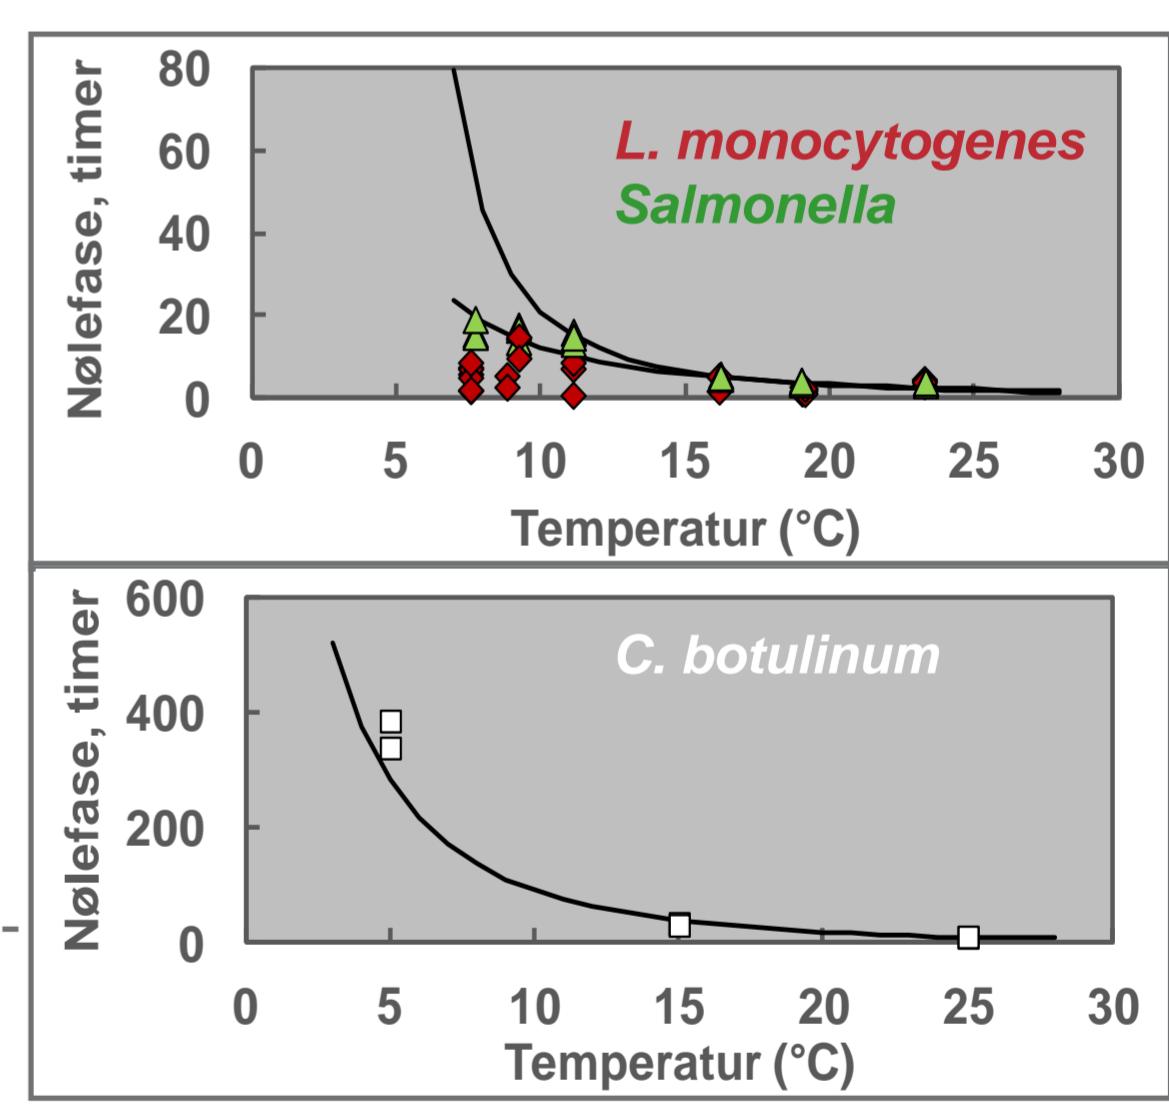 Nølefase, timer
80
60
40
20
0
L. monocytogenes
Salmonella
0 5 10 15 20 25 30
Temperatur (°C)
Nølefase, timer
600
400
200
0
C. botulinum
0 5 10 15 20 25 30
Temperatur (°C)
-